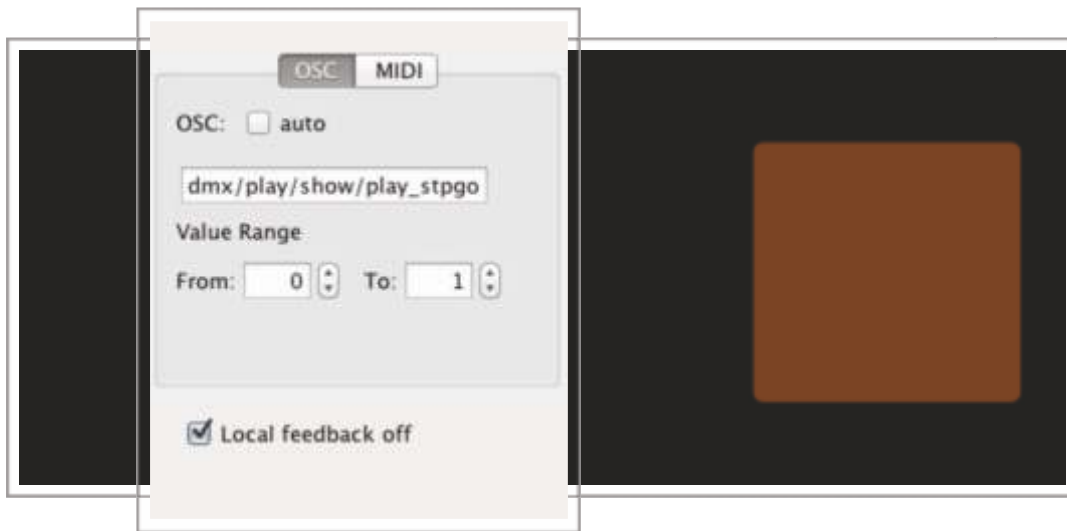 OSC MIDI
OSC: auto
dmx/play/show/play_stpgo
Value Range
From: 0 To: 1
Local feedback off